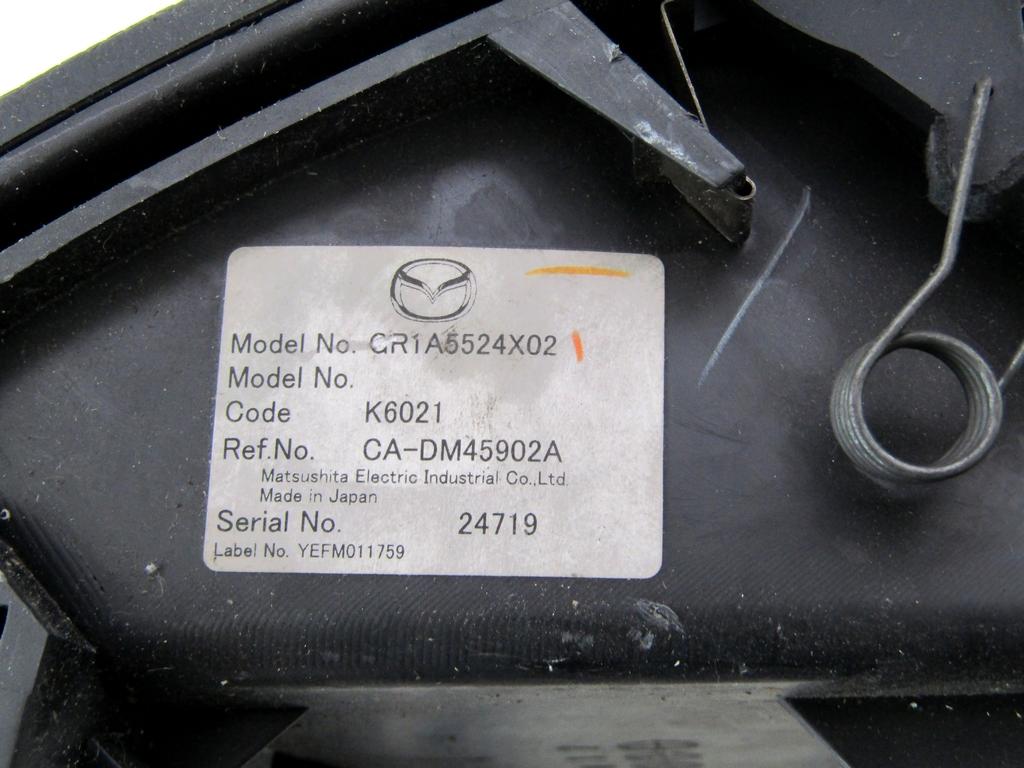 Model No. GR1A5524X02
Model No.
Code K6021
Ref.No. CA-DM45902A
Matsushita Electric Industrial Co.,Ltd.
Made in Japan
Serial No. 24719
Label No. YEFM011759